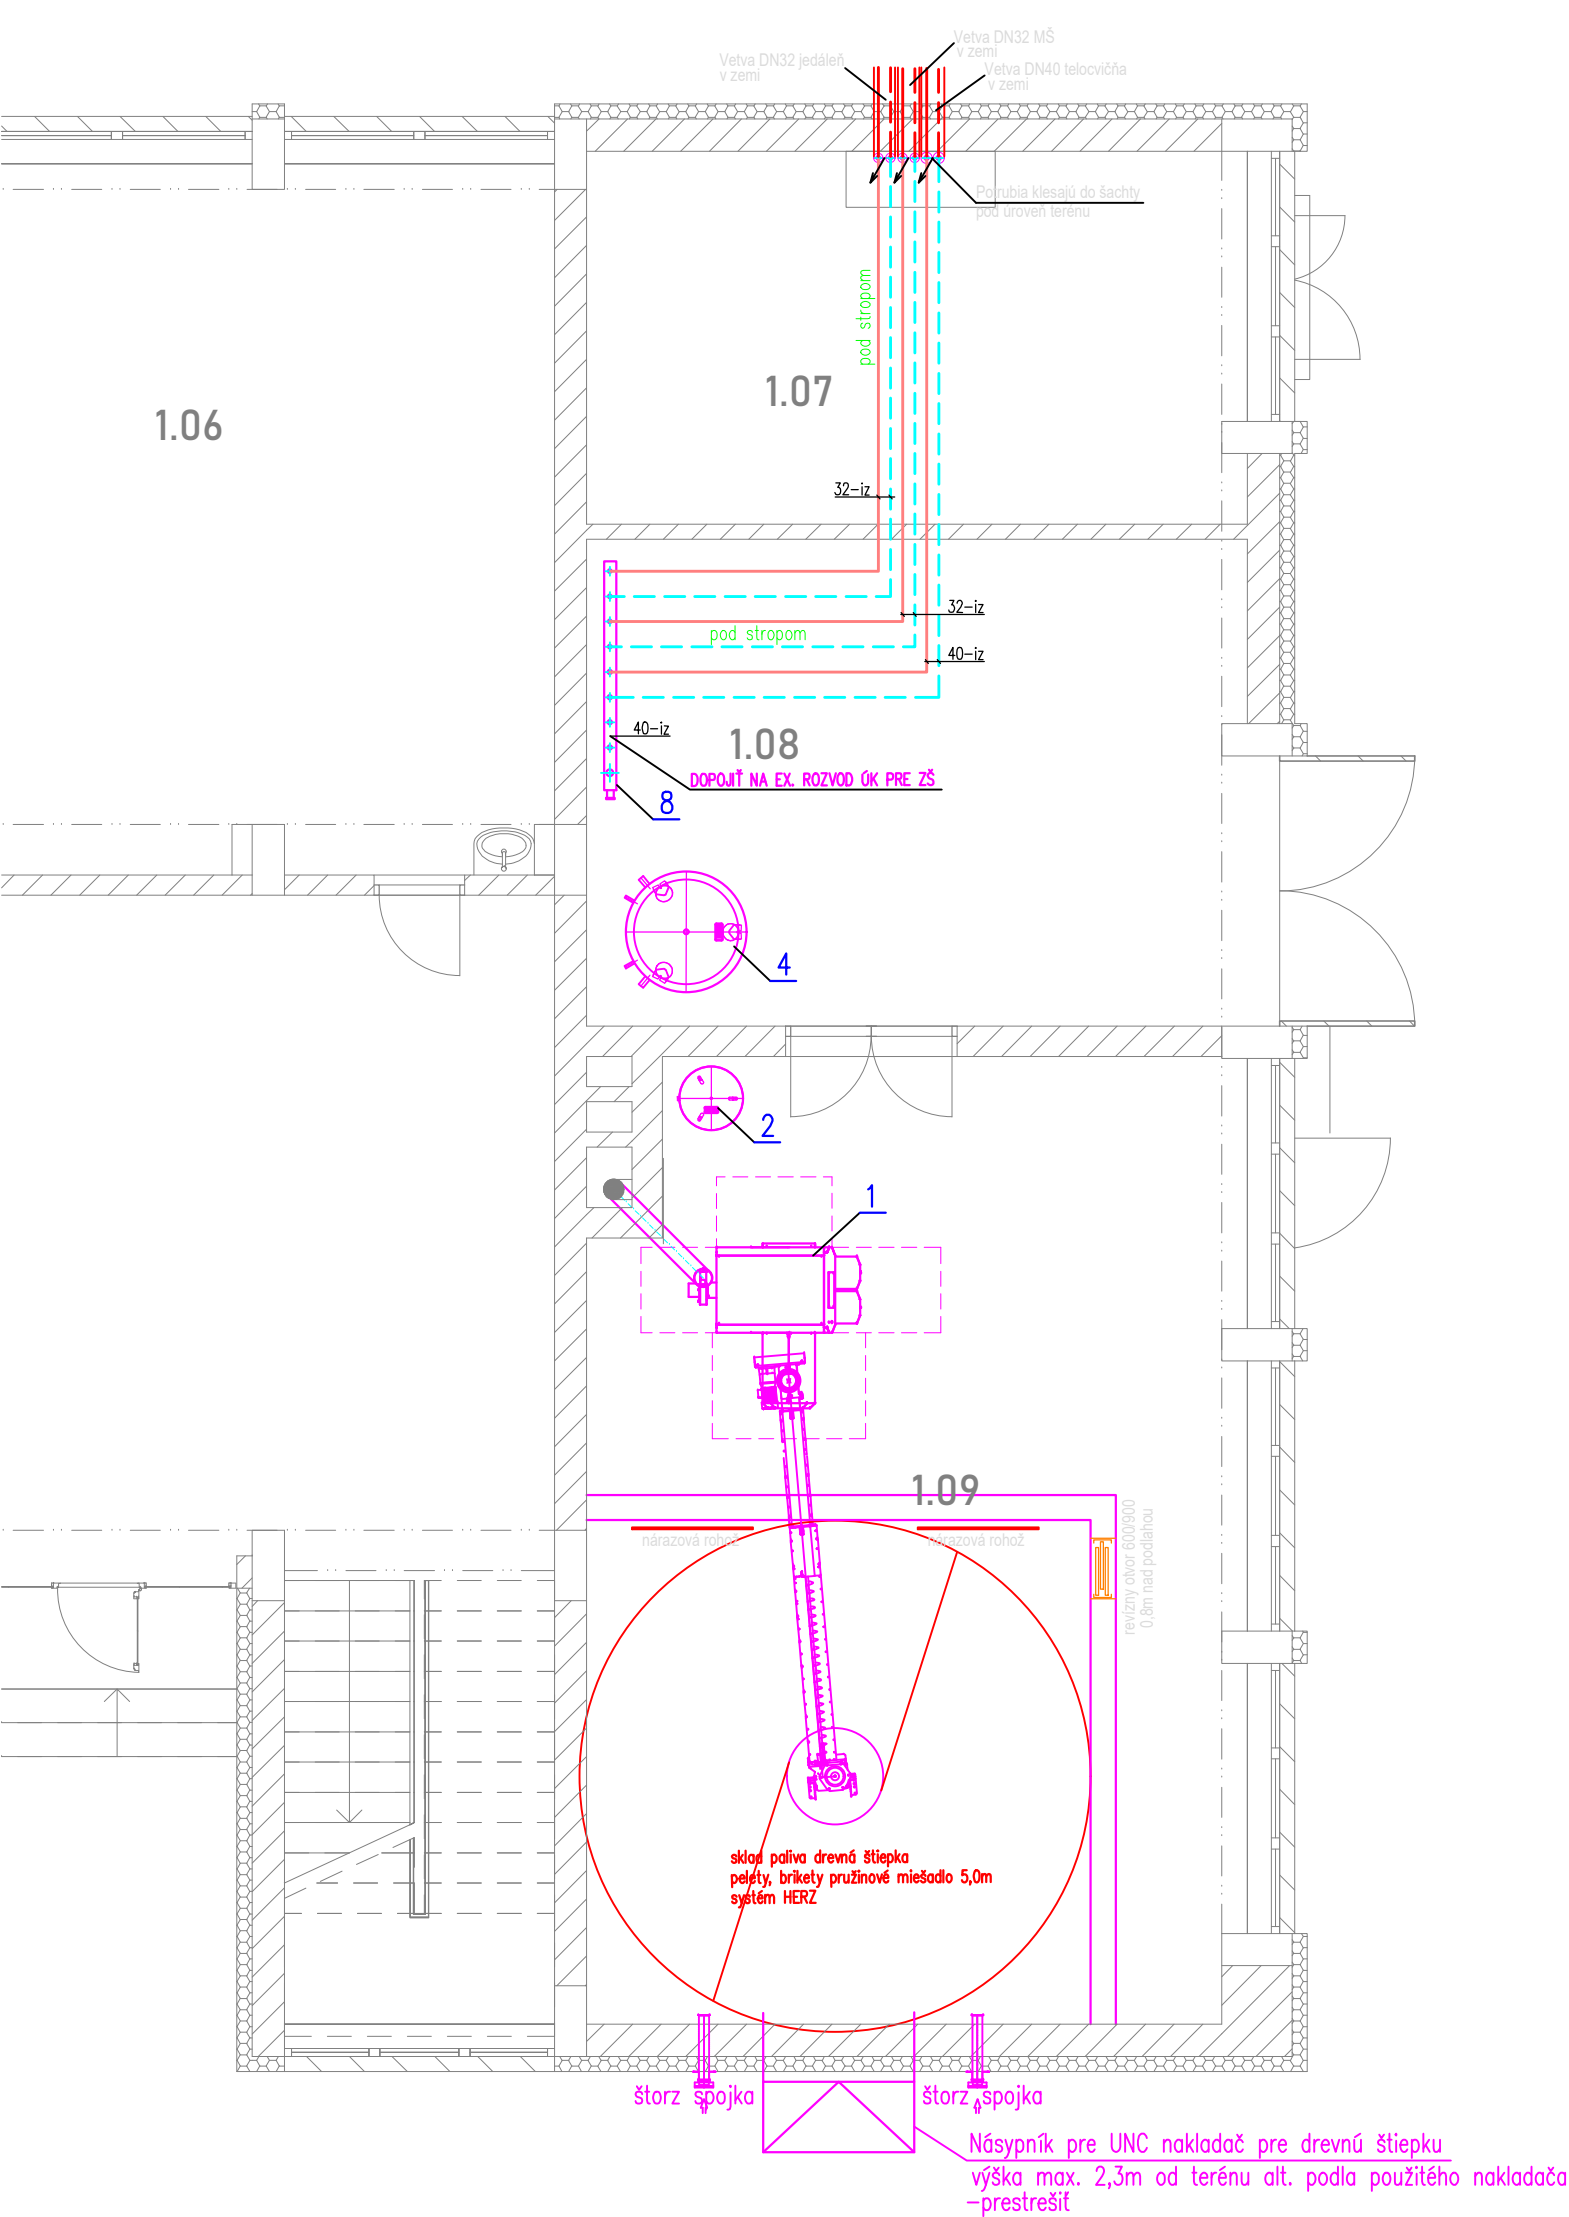 Vetva DN32 MŠ
v zemi
Vetva DN32 jedáleň
v zemi
Vetva DN40 telocvičňa
v zemi
Potrubia klesajú do šachty
pod úroveň terénu
pod stropom
1.07
1.06
32-iz
32-iz
pod stropom
40-iz
40-iz
1.08
DOPOJIŤ NA EX. ROZVOD ÚK PRE ZŠ
8
4
2
1
1.09
nárazová rohož
nárazová rohož
revízny otvor 600/900
0,8m nad podlahou
sklad paliva drevná štiepka
pelety, brikety pružinové miešadlo 5,0m
systém HERZ
štorz spojka
štorz spojka
Násypník pre UNC nakladač pre drevnú štiepku
výška max. 2,3m od terénu alt. podla použitého nakladača
-prestrešiť